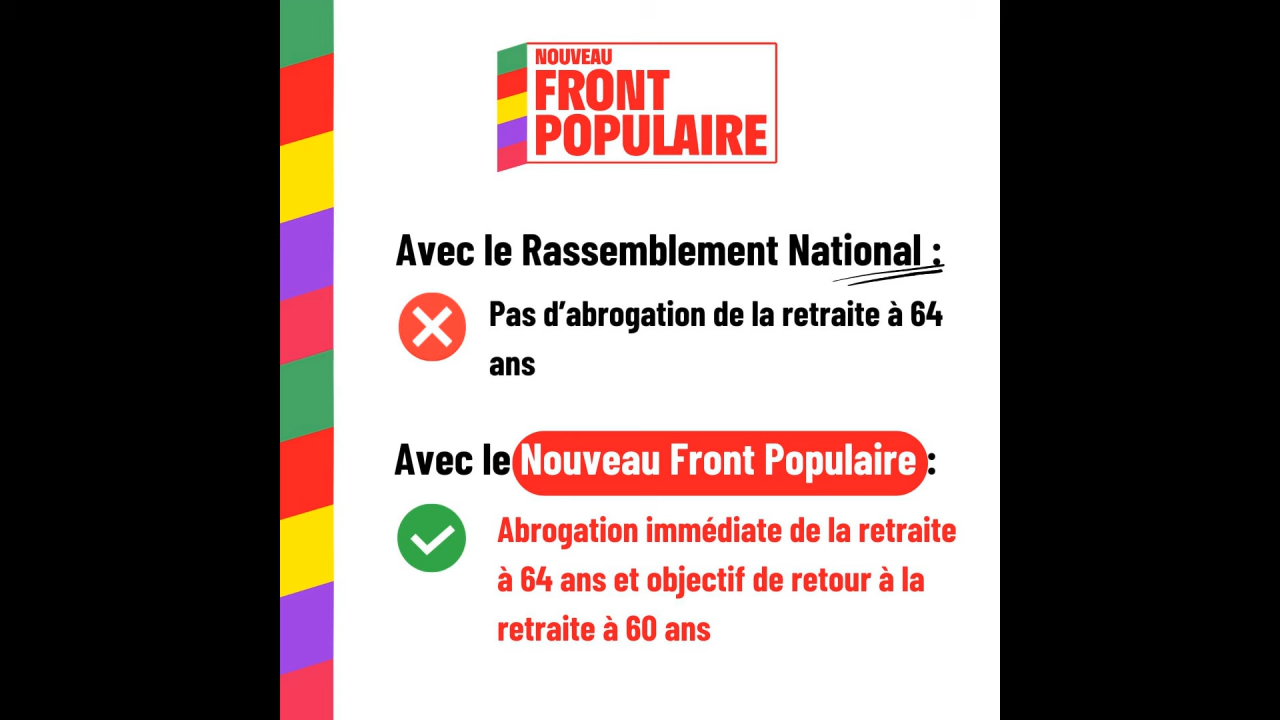 NOUVEAU
FRONT
POPULAIRE
Avec le Rassemblement National :
Pas d’abrogation de la retraite à 64
ans
Avec le Nouveau Front Populaire :
Abrogation immédiate de la retraite
à 64 ans et objectif de retour à la
retraite à 60 ans